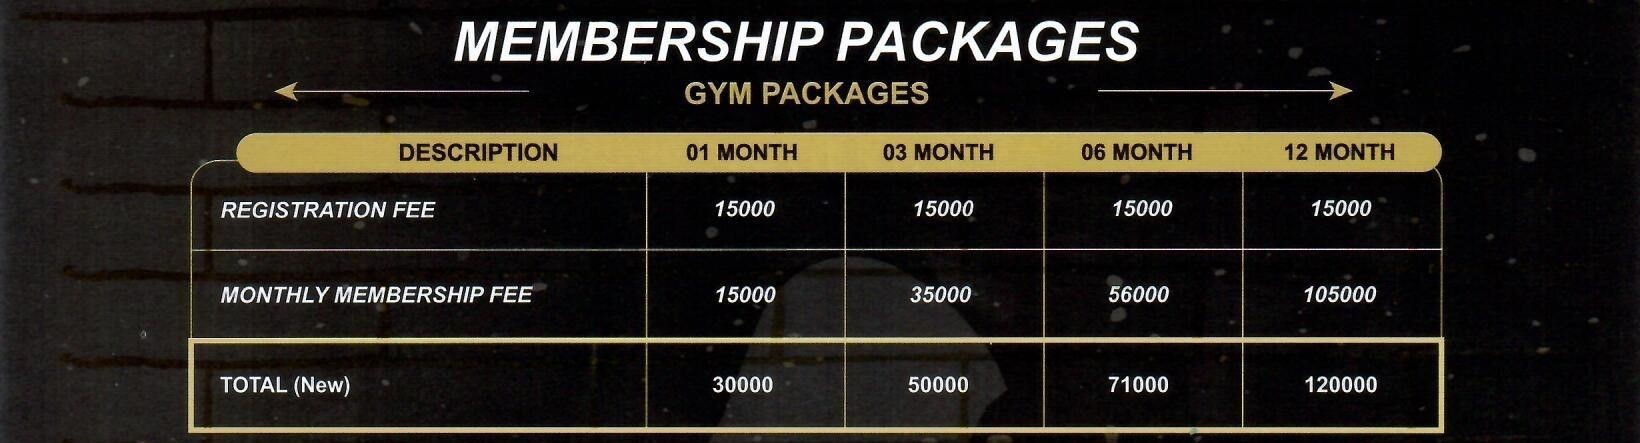 MEMBERSHIP PACKAGES
GYM PACKAGES
DESCRIPTION 01 MONTH 03 MONTH 06 MONTH 12 MONTH
REGISTRATION FEE 15000 15000 15000 15000
MONTHLY MEMBERSHIP FEE 15000 35000 56000 105000
TOTAL (New) 30000 50000 71000 120000